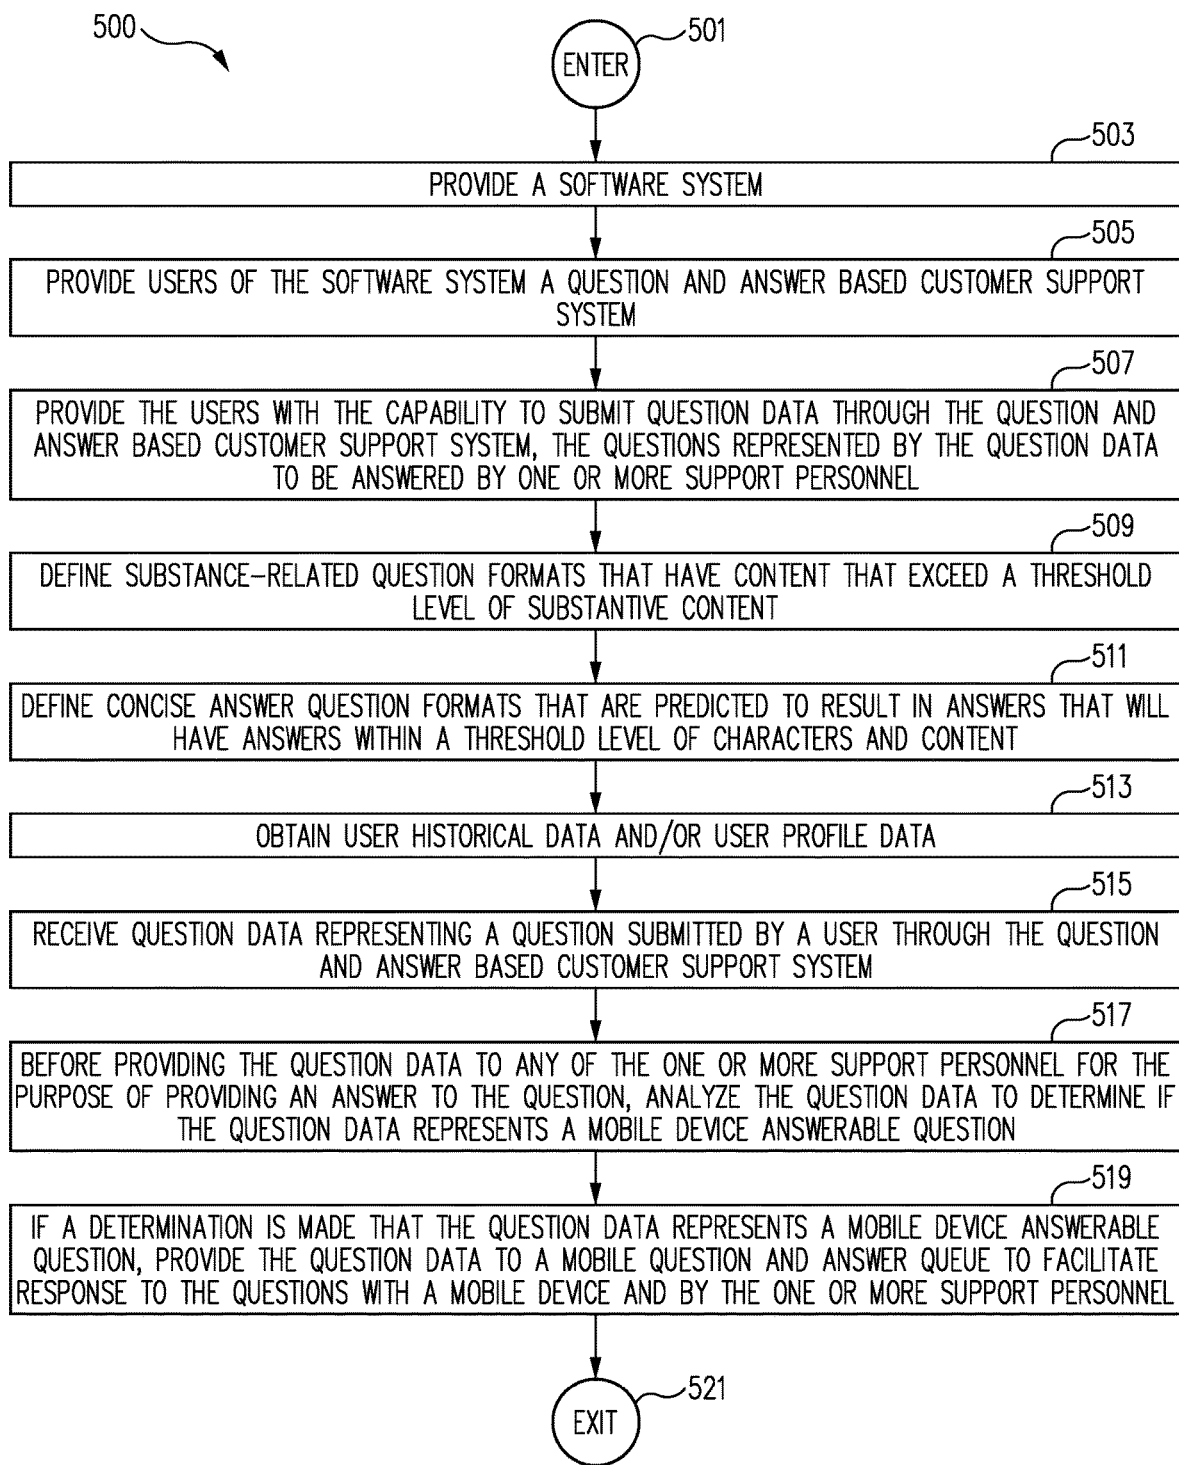 500
501
ENTER
503
PROVIDE A SOFTWARE SYSTEM
505
PROVIDE USERS OF THE SOFTWARE SYSTEM A QUESTION AND ANSWER BASED CUSTOMER SUPPORT
SYSTEM
507
PROVIDE THE USERS WITH THE CAPABILITY TO SUBMIT QUESTION DATA THROUGH THE QUESTION AND
ANSWER BASED CUSTOMER SUPPORT SYSTEM, THE QUESTIONS REPRESENTED BY THE QUESTION DATA
TO BE ANSWERED BY ONE OR MORE SUPPORT PERSONNEL
509
DEFINE SUBSTANCE-RELATED QUESTION FORMATS THAT HAVE CONTENT THAT EXCEED A THRESHOLD
LEVEL OF SUBSTANTIVE CONTENT
511
DEFINE CONCISE ANSWER QUESTION FORMATS THAT ARE PREDICTED TO RESULT IN ANSWERS THAT WILL
HAVE ANSWERS WITHIN A THRESHOLD LEVEL OF CHARACTERS AND CONTENT
513
OBTAIN USER HISTORICAL DATA AND/OR USER PROFILE DATA
515
RECEIVE QUESTION DATA REPRESENTING A QUESTION SUBMITTED BY A USER THROUGH THE QUESTION
AND ANSWER BASED CUSTOMER SUPPORT SYSTEM
517
BEFORE PROVIDING THE QUESTION DATA TO ANY OF THE ONE OR MORE SUPPORT PERSONNEL FOR THE
PURPOSE OF PROVIDING AN ANSWER TO THE QUESTION, ANALYZE THE QUESTION DATA TO DETERMINE IF
THE QUESTION DATA REPRESENTS A MOBILE DEVICE ANSWERABLE QUESTION
519
IF A DETERMINATION IS MADE THAT THE QUESTION DATA REPRESENTS A MOBILE DEVICE ANSWERABLE
QUESTION, PROVIDE THE QUESTION DATA TO A MOBILE QUESTION AND ANSWER QUEUE TO FACILITATE
RESPONSE TO THE QUESTIONS WITH A MOBILE DEVICE AND BY THE ONE OR MORE SUPPORT PERSONNEL
521
EXIT